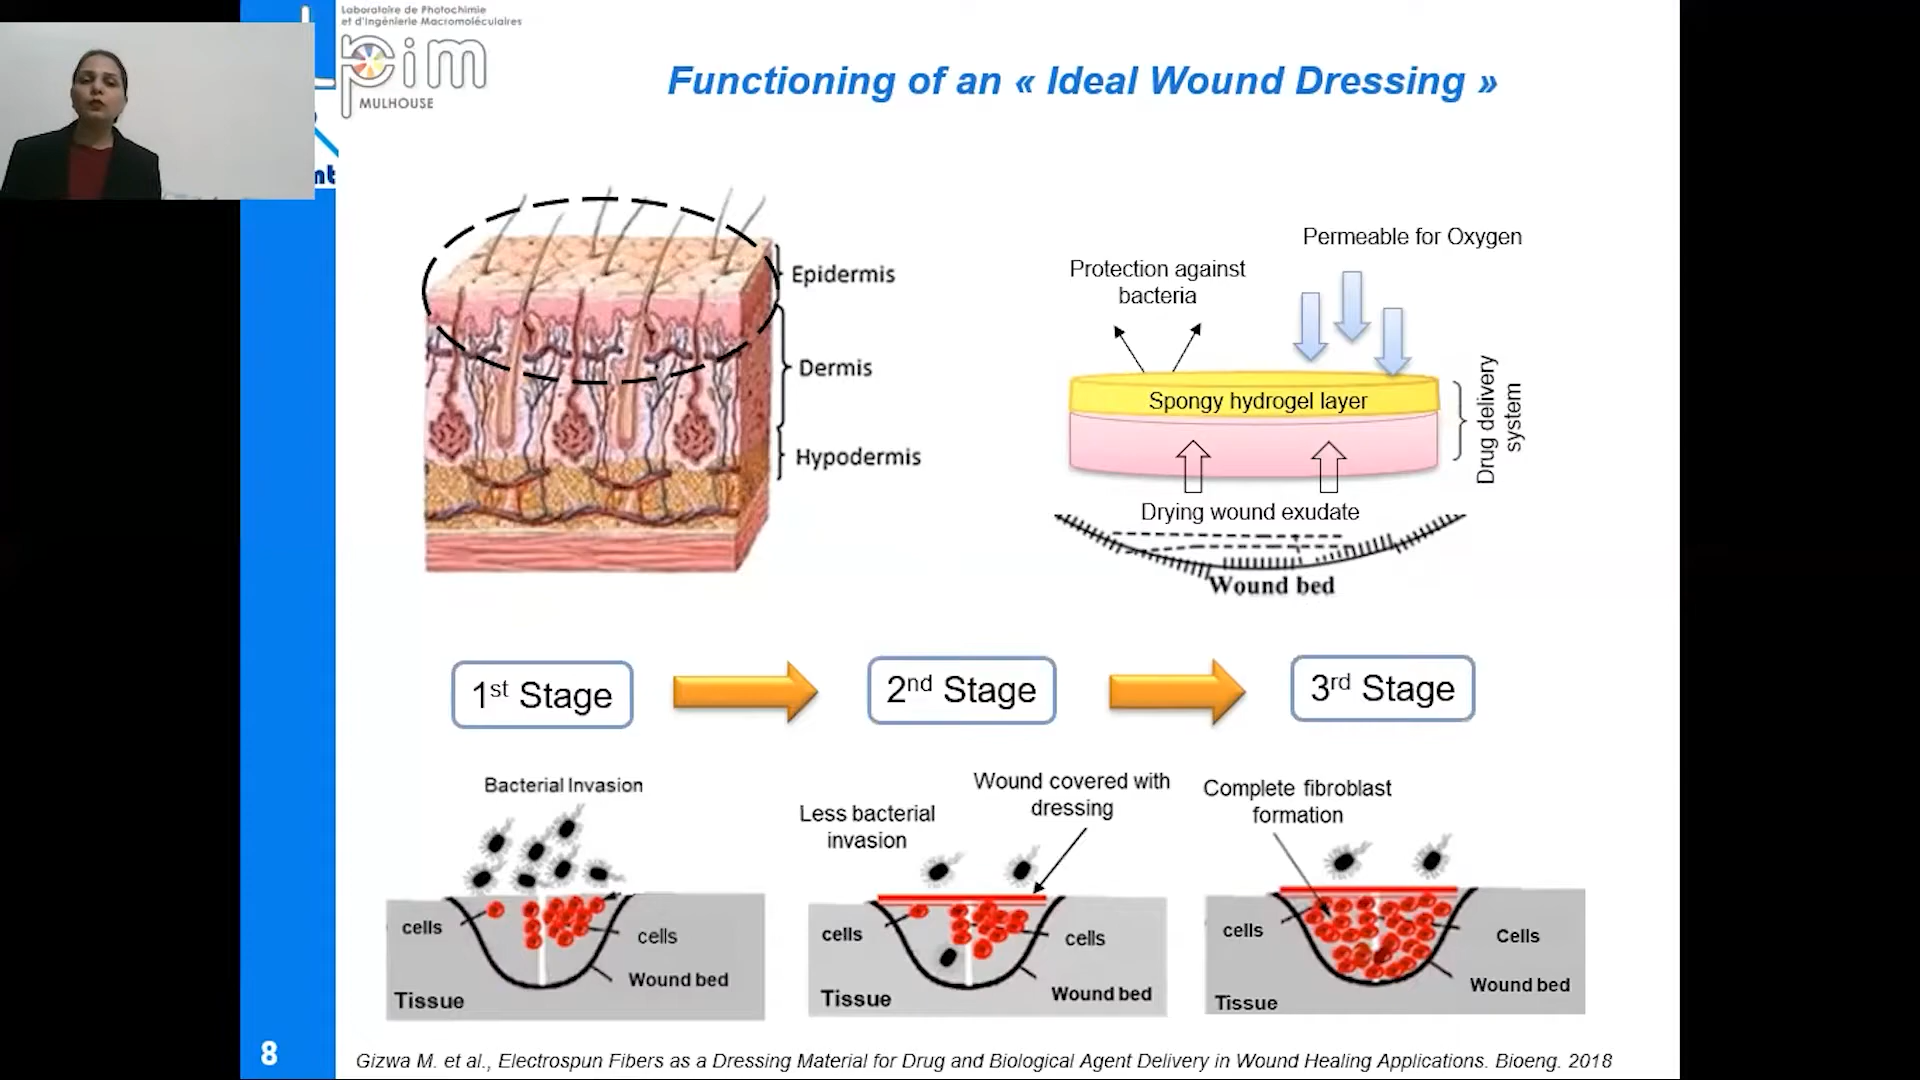 Laboratoire de Photochimie
et d'Ingénierie Macromoléculaires
pim
MULHOUSE
nt
Functioning of an « Ideal Wound Dressing »
Epidermis
Dermis
Hypodermis
Permeable for Oxygen
Protection against
bacteria
Spongy hydrogel layer
Drug delivery
system
Drying wound exudate
Wound bed
1st Stage
2nd Stage
3rd Stage
Bacterial Invasion
cells
cells
Wound bed
Tissue
Less bacterial
invasion
Wound covered with
dressing
cells
cells
Wound bed
Tissue
Complete fibroblast
formation
cells
Cells
Wound bed
Tissue
8
Gizwa M. et al., Electrospun Fibers as a Dressing Material for Drug and Biological Agent Delivery in Wound Healing Applications. Bioeng. 2018